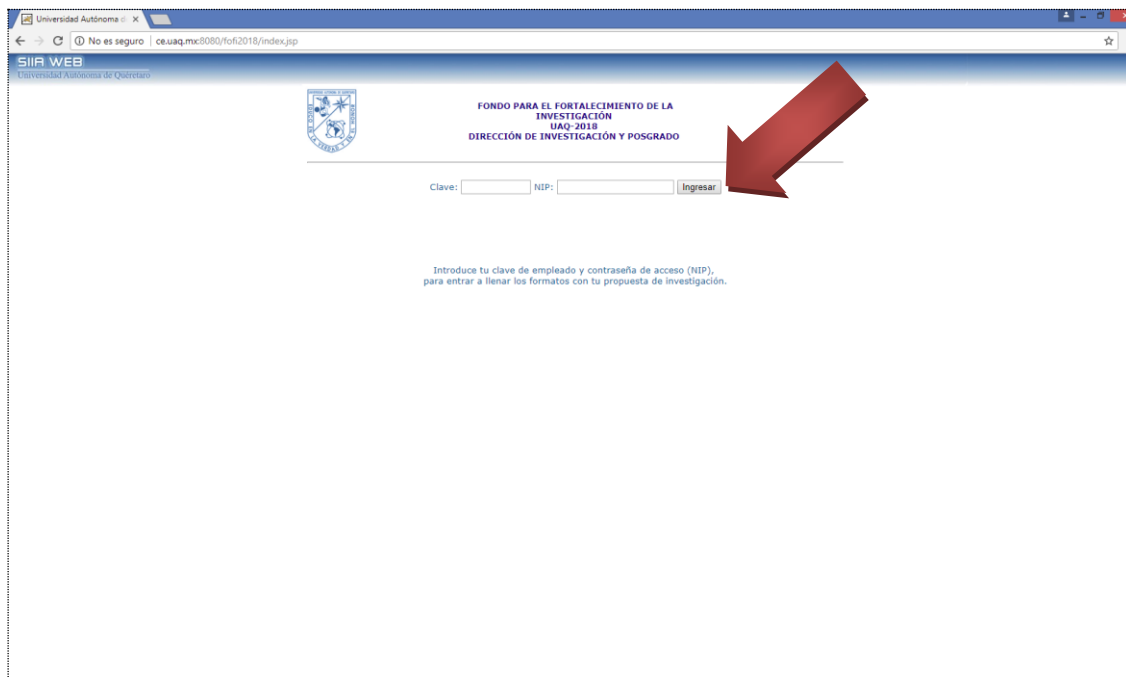 Universidad Autónoma d
No es seguro | ce.uaq.mx:8080/fofi2018/index.jsp
SIIA WEB
Universidad Autónoma de Querétaro
FONDO PARA EL FORTALECIMIENTO DE LA
INVESTIGACIÓN
UAQ-2018
DIRECCIÓN DE INVESTIGACIÓN Y POSGRADO
Clave: NIP: Ingresar
Introduce tu clave de empleado y contraseña de acceso (NIP),
para entrar a llenar los formatos con tu propuesta de investigación.